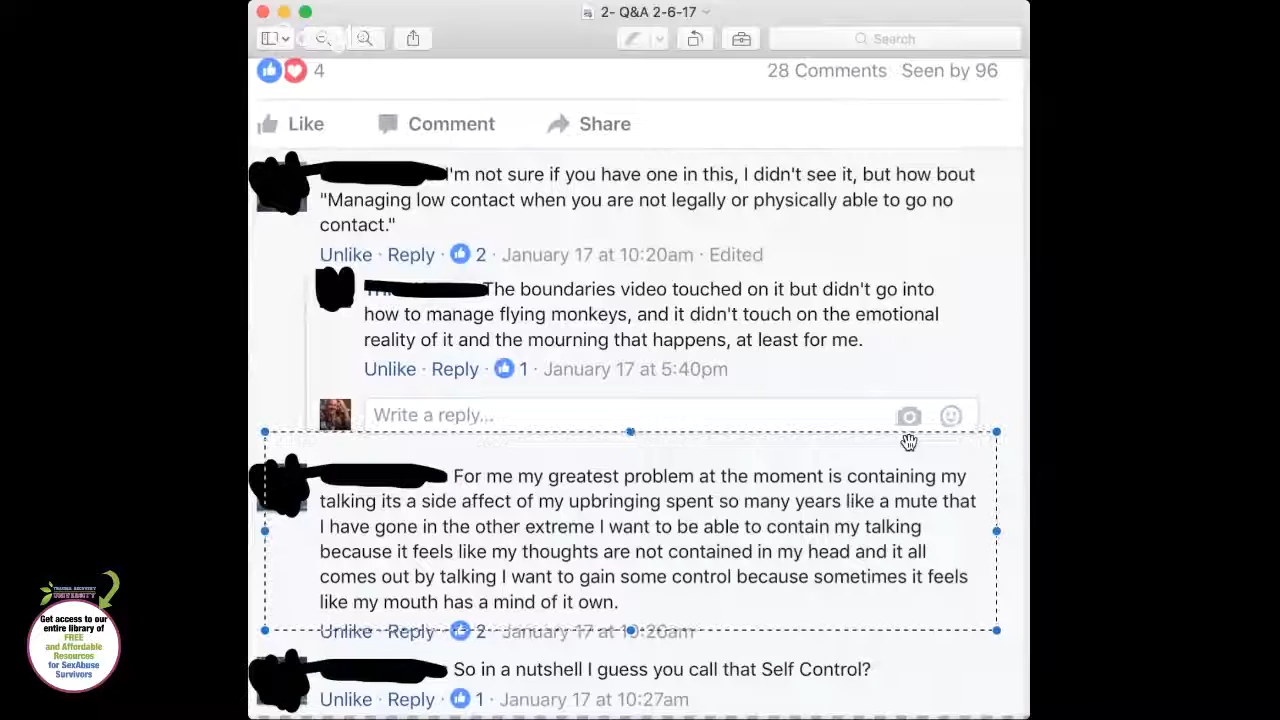 2- Q&A 2-6-17
Search
4
28 Comments Seen by 96
Like Comment Share
I'm not sure if you have one in this, I didn't see it, but how bout
"Managing low contact when you are not legally or physically able to go no
contact."
Unlike · Reply · 2 · January 17 at 10:20am · Edited
The boundaries video touched on it but didn't go into
how to manage flying monkeys, and it didn't touch on the emotional
reality of it and the mourning that happens, at least for me.
Unlike · Reply · 1 · January 17 at 5:40pm
Write a reply...
For me my greatest problem at the moment is containing my
talking its a side affect of my upbringing spent so many years like a mute that
I have gone in the other extreme I want to be able to contain my talking
because it feels like my thoughts are not contained in my head and it all
comes out by talking I want to gain some control because sometimes it feels
like my mouth has a mind of it own.
Unlike · Reply · 2 · January 17 at 10:20am
So in a nutshell I guess you call that Self Control?
Unlike · Reply · 1 · January 17 at 10:27am
TRAUMA RECOVERY
UNIVERSITY
Get access to our
entire library of
FREE
and Affordable
Resources
for SexAbuse
Survivors